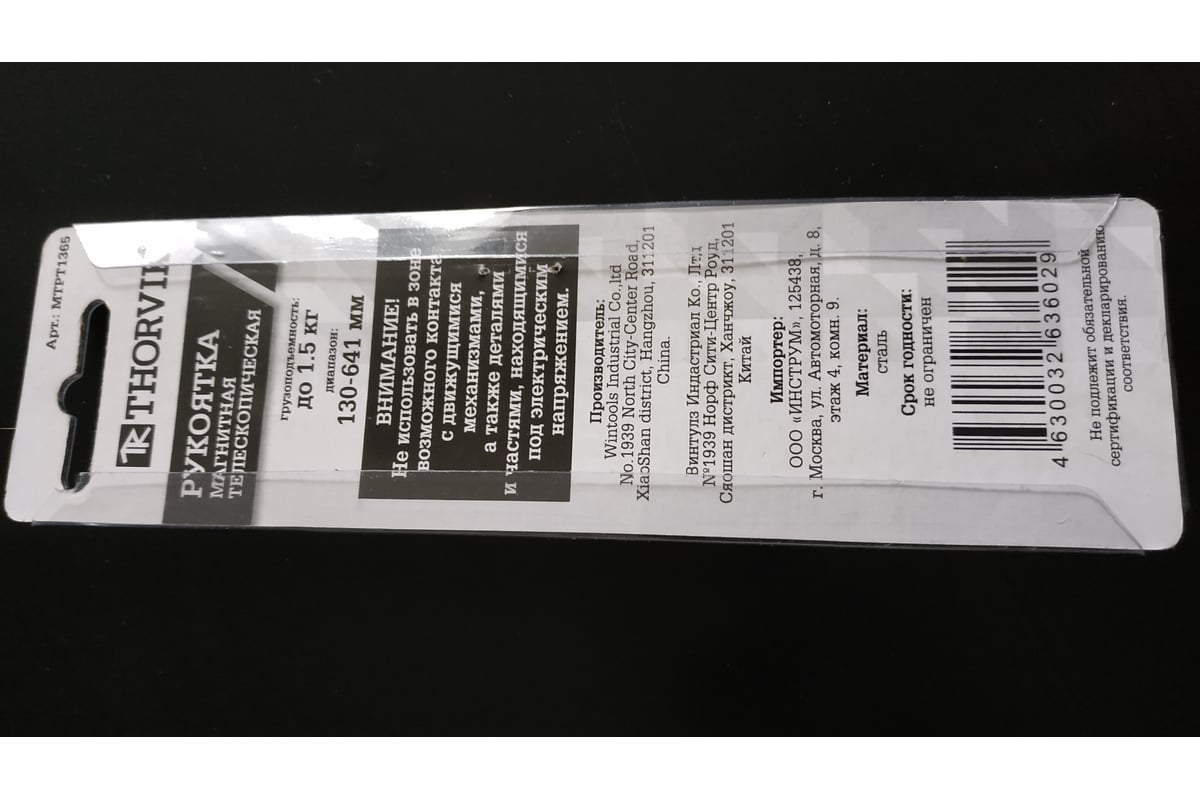 Арт.: MTPT1365
THORVIK
РУКОЯТКА
МАГНИТНАЯ
ТЕЛЕСКОПИЧЕСКАЯ
грузоподъемность:
до 1.5 кг
диапазон:
130-641 мм
ВНИМАНИЕ!
Не использовать в зоне
возможного контакта
с движущимися
механизмами,
а также деталями
и частями, находящимися
под электрическим
напряжением.
Производитель:
Wintools Industrial Co.,ltd
No.1939 North City-Center Road,
XiaoShan district, Hangzhou, 311201
China.
Винтулз Индастриал Ко., Лтд
№1939 Норф Сити-Центр Роуд,
Сяошан дистрикт, Ханчжоу, 311201
Китай
Импортер:
ООО «ИНСТРУМ», 125438,
г. Москва, ул. Автомоторная, д. 8,
этаж 4, комн. 9.
Материал:
сталь
Срок годности:
не ограничен
4 630032 636029
Не подлежит обязательной
сертификации и декларированию
соответствия.